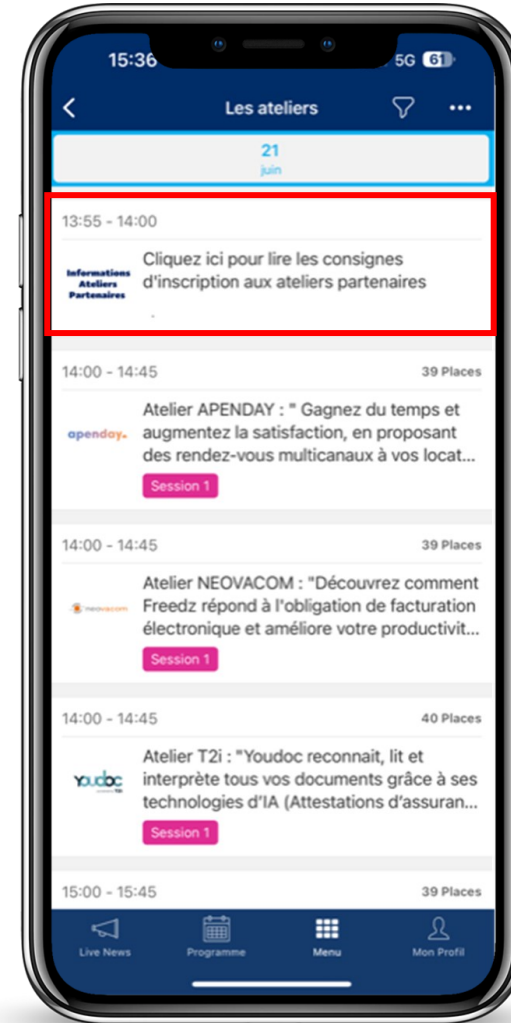 15:36
5G 61
Les ateliers
21
juin
13:55 - 14:00
Informations
Ateliers
Partenaires
Cliquez ici pour lire les consignes
d'inscription aux ateliers partenaires
14:00 - 14:45
39 Places
apenday.
Atelier APENDAY : " Gagnez du temps et
augmentez la satisfaction, en proposant
des rendez-vous multicanaux à vos locat...
Session 1
14:00 - 14:45
39 Places
neovacom
Atelier NEOVACOM : "Découvrez comment
Freedz répond à l'obligation de facturation
électronique et améliore votre productivit...
Session 1
14:00 - 14:45
40 Places
Youdoc
Atelier T2i : "Youdoc reconnait, lit et
interprète tous vos documents grâce à ses
technologies d'IA (Attestations d'assuran...
Session 1
15:00 - 15:45
39 Places
Live News
Programme
Menu
Mon Profil